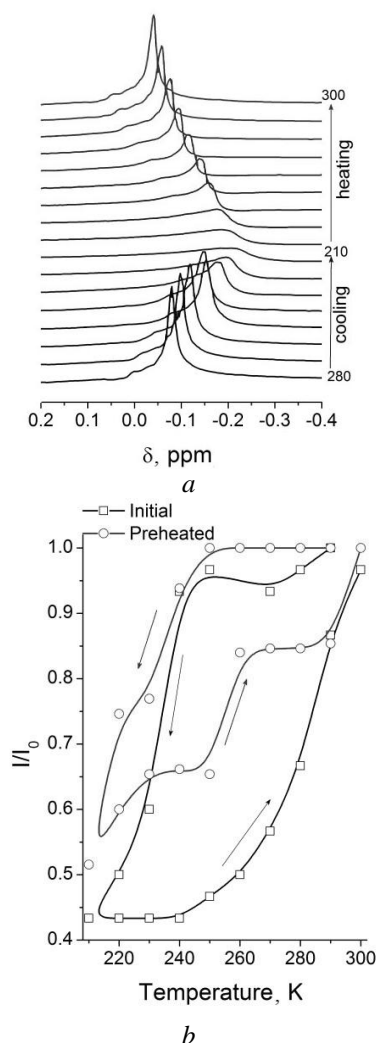 300
heating
210
cooling
280
0.2 0.1 0.0 -0.1 -0.2 -0.3 -0.4
δ, ppm
a
Initial
Preheated
1.0
0.9
0.8
0.7
0.6
0.5
0.4
I/I₀
220 240 260 280 300
Temperature, K
b